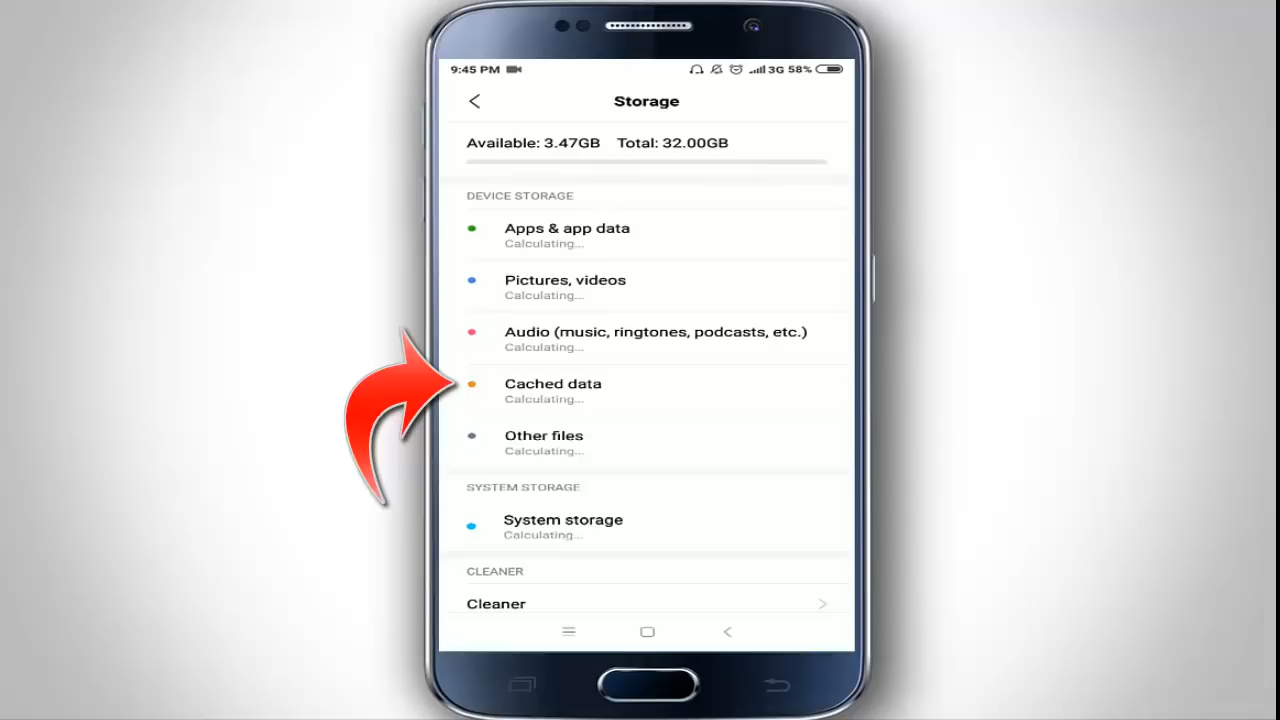 9:45 PM 3G 58%
Storage
Available: 3.47GB Total: 32.00GB
DEVICE STORAGE
Apps & app data
Calculating...
Pictures, videos
Calculating...
Audio (music, ringtones, podcasts, etc.)
Calculating...
Cached data
Calculating...
Other files
Calculating...
SYSTEM STORAGE
System storage
Calculating...
CLEANER
Cleaner